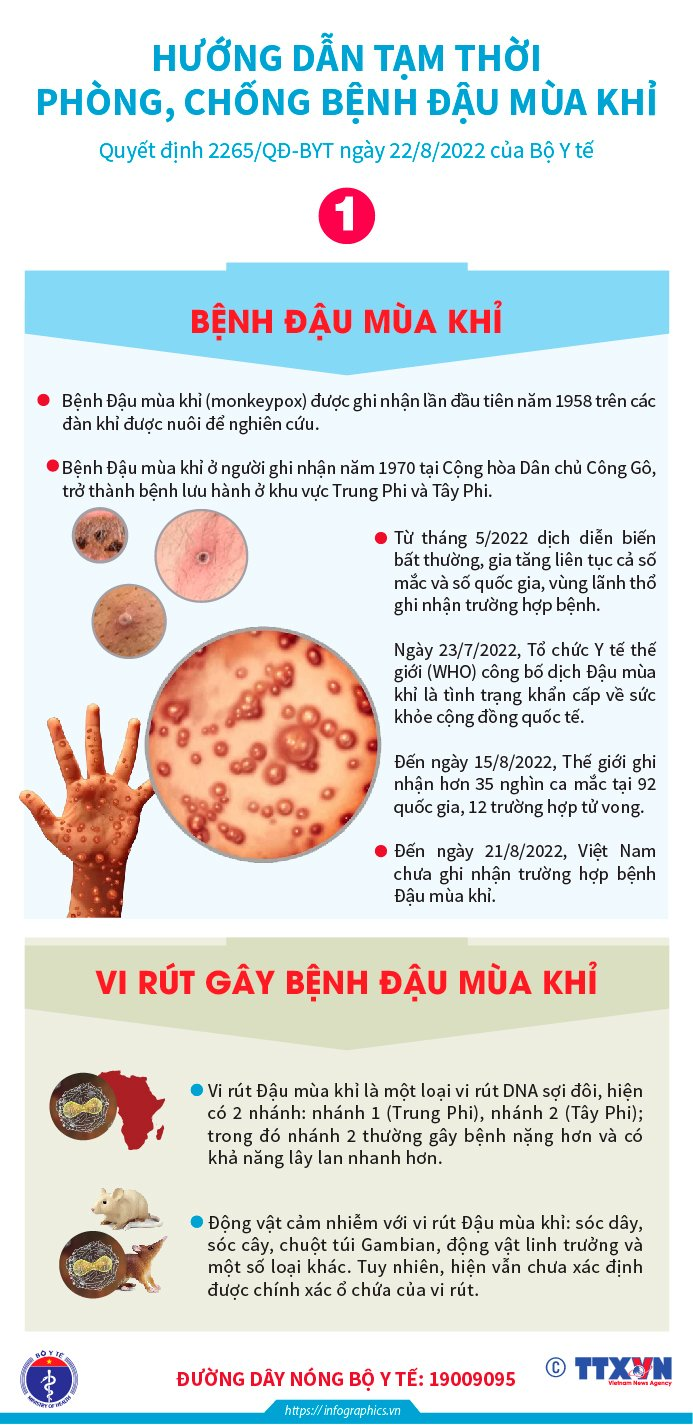 HƯỚNG DẪN TẠM THỜI
PHÒNG, CHỐNG BỆNH ĐẬU MÙA KHỈ
Quyết định 2265/QĐ-BYT ngày 22/8/2022 của Bộ Y tế
1
BỆNH ĐẬU MÙA KHỈ
Bệnh Đậu mùa khỉ (monkeypox) được ghi nhận lần đầu tiên năm 1958 trên các
đàn khỉ được nuôi để nghiên cứu.
Bệnh Đậu mùa khỉ ở người ghi nhận năm 1970 tại Cộng hòa Dân chủ Công Gô,
trở thành bệnh lưu hành ở khu vực Trung Phi và Tây Phi.
Từ tháng 5/2022 dịch diễn biến
bất thường, gia tăng liên tục cả số
mắc và số quốc gia, vùng lãnh thổ
ghi nhận trường hợp bệnh.
Ngày 23/7/2022, Tổ chức Y tế thế
giới (WHO) công bố dịch Đậu mùa
khỉ là tình trạng khẩn cấp về sức
khỏe cộng đồng quốc tế.
Đến ngày 15/8/2022, Thế giới ghi
nhận hơn 35 nghìn ca mắc tại 92
quốc gia, 12 trường hợp tử vong.
Đến ngày 21/8/2022, Việt Nam
chưa ghi nhận trường hợp bệnh
Đậu mùa khỉ.
VI RÚT GÂY BỆNH ĐẬU MÙA KHỈ
Vi rút Đậu mùa khỉ là một loại vi rút DNA sợi đôi, hiện
có 2 nhánh: nhánh 1 (Trung Phi), nhánh 2 (Tây Phi);
trong đó nhánh 2 thường gây bệnh nặng hơn và có
khả năng lây lan nhanh hơn.
Động vật cảm nhiễm với vi rút Đậu mùa khỉ: sóc dây,
sóc cây, chuột túi Gambian, động vật linh trưởng và
một số loại khác. Tuy nhiên, hiện vẫn chưa xác định
được chính xác ổ chứa của vi rút.
BỘ Y TẾ
MINISTRY OF HEALTH
ĐƯỜNG DÂY NÓNG BỘ Y TẾ: 19009095
© TTXVN
Vietnam News Agency
https://infographics.vn